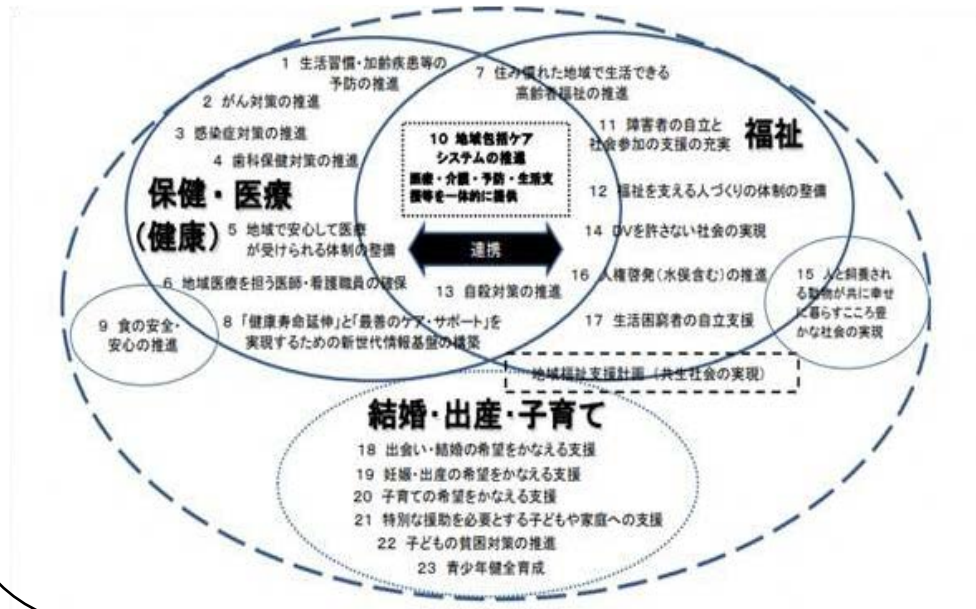 1 生活習慣・加齢疾患等の
予防の推進
2 がん対策の推進
3 感染症対策の推進
4 歯科保健対策の推進
保健・医療
(健康)
5 地域で安心して医療
が受けられる体制の整備
6 地域医療を担う医師・看護職員の確保
9 食の安全・
安心の推進
8 「健康寿命延伸」と「最善のケア・サポート」を
実現するための新世代情報基盤の構築
10 地域包括ケア
システムの推進
医療・介護・予防・生活支
援等を一体的に提供
連携
13 自殺対策の推進
7 住み慣れた地域で生活できる
高齢者福祉の推進
11 障害者の自立と
社会参加の支援の充実
福祉
12 福祉を支える人づくりの体制の整備
14 DVを許さない社会の実現
16 人権啓発(水俣含む)の推進
17 生活困窮者の自立支援
15 人と飼養され
る動物が共に幸せ
に暮らすこころ豊
かな社会の実現
地域福祉支援計画 (共生社会の実現)
結婚・出産・子育て
18 出会い・結婚の希望をかなえる支援
19 妊娠・出産の希望をかなえる支援
20 子育ての希望をかなえる支援
21 特別な援助を必要とする子どもや家庭への支援
22 子どもの貧困対策の推進
23 青少年健全育成